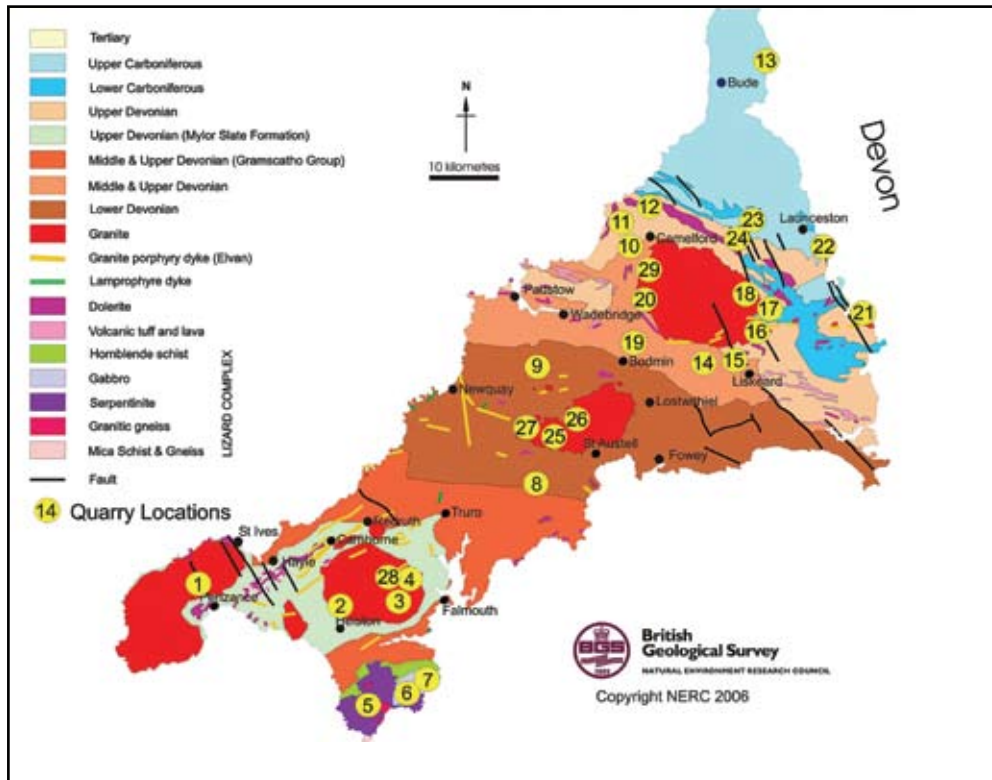 Tertiary
Upper Carboniferous
Lower Carboniferous
Upper Devonian
Upper Devonian (Mylor Slate Formation)
Middle & Upper Devonian (Gramscatho Group)
Middle & Upper Devonian
Lower Devonian
Granite
Granite porphyry dyke (Elvan)
Lamprophyre dyke
Dolerite
Volcanic tuff and lava
Hornblende schist
Gabbro
Serpentinite
Granitic gneiss
Mica Schist & Gneiss
LIZARD COMPLEX
Fault
14 Quarry Locations
N
10 kilometres
13
Bude
Devon
12
11
23
Launceston
10
Camelford
24
22
29
Padstow
20
18
17
21
Wadebridge
16
19
9
Bodmin
14
15
Liskeard
Newquay
Lostwithiel
26
27
25
St Austell
Fowey
8
Truro
Redruth
St Ives
Camborne
Hayle
1
28
4
Penzance
2
3
Falmouth
Helston
7
6
5
BGS
1835
British
Geological Survey
NATURAL ENVIRONMENT RESEARCH COUNCIL
Copyright NERC 2006